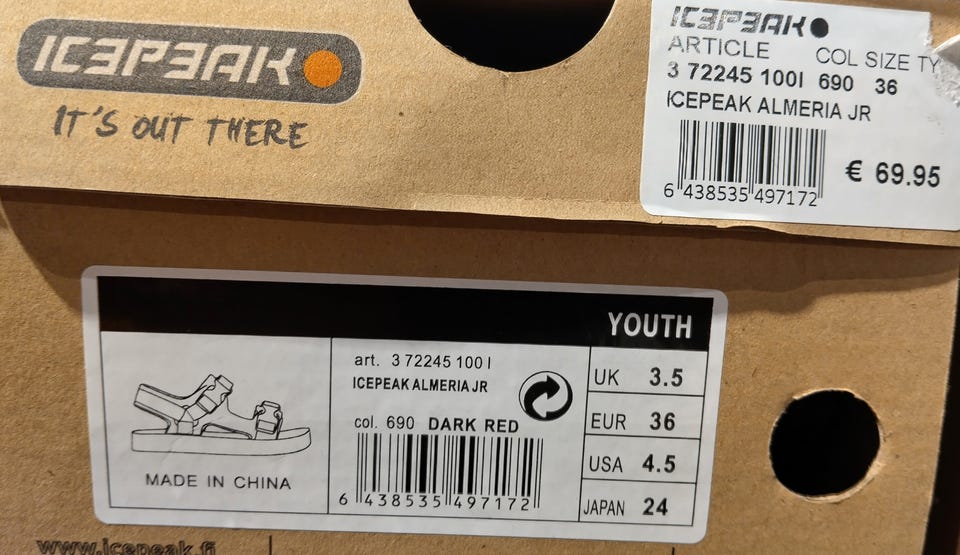 ICEPEAK
IT'S OUT THERE
ICEPEAK
ARTICLE COL SIZE TY
3 72245 100I 690 36
ICEPEAK ALMERIA JR
€ 69.95
6 438535 497172
YOUTH
art. 3 72245 100 I
ICEPEAK ALMERIA JR
col. 690 DARK RED
6 438535 497172
MADE IN CHINA
UK 3.5
EUR 36
USA 4.5
JAPAN 24
www.icepeak.fi